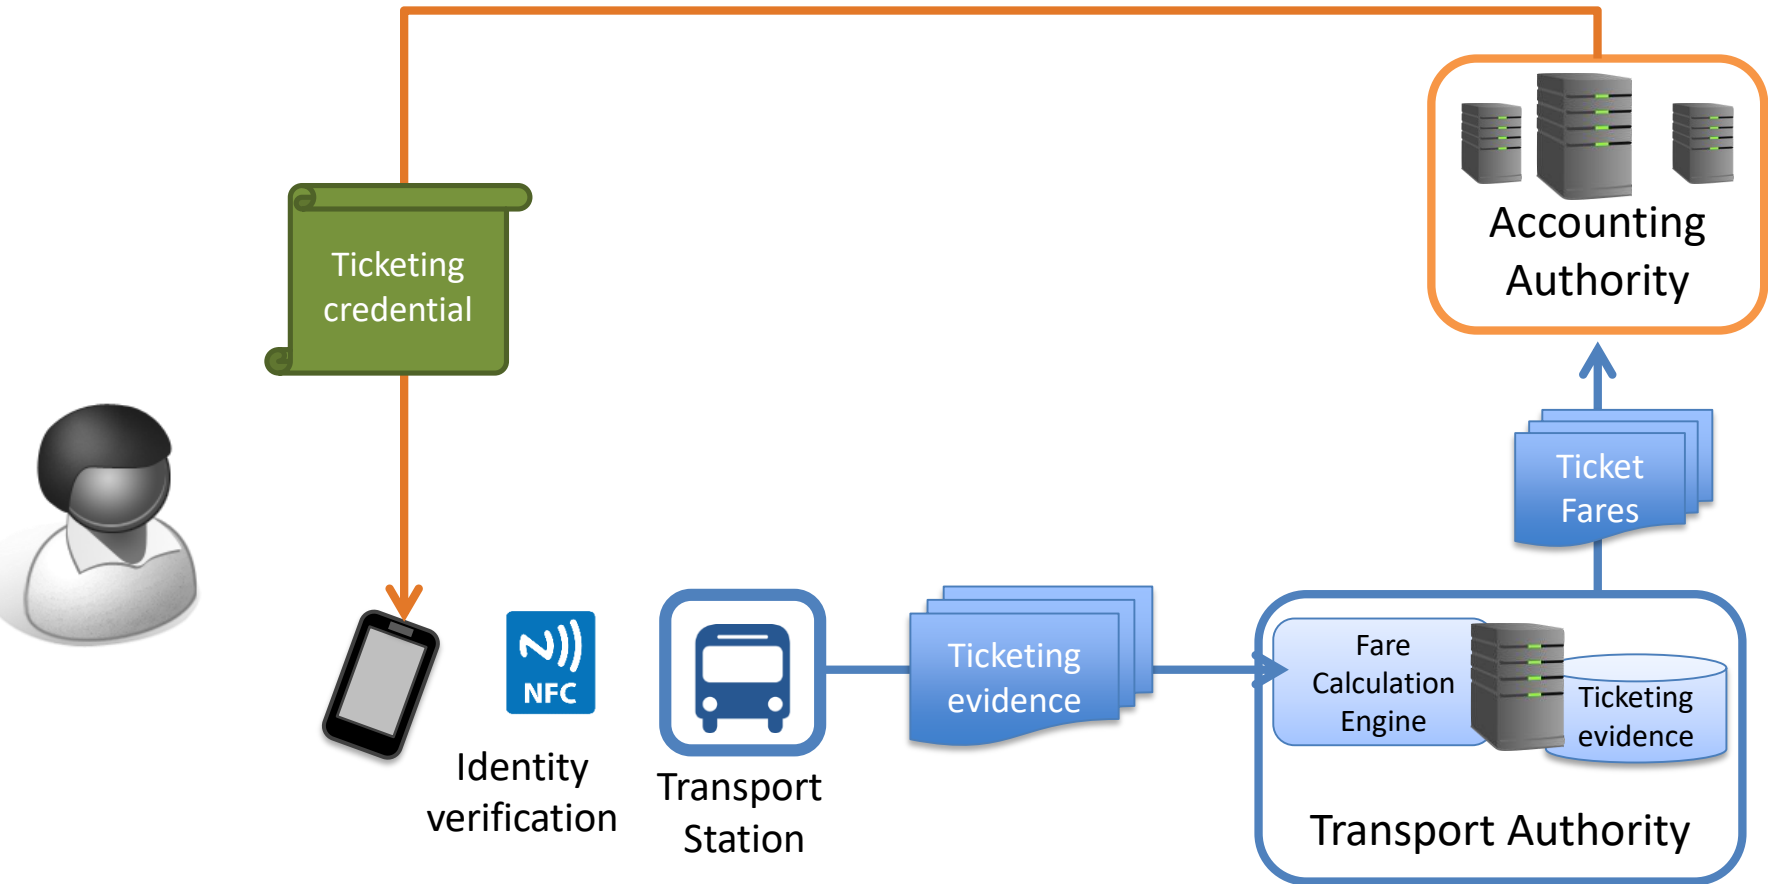 Accounting
Authority
Ticketing
credential
Ticket
Fares
NFC
Identity
verification
Transport
Station
Ticketing
evidence
Fare
Calculation
Engine
Ticketing
evidence
Transport Authority